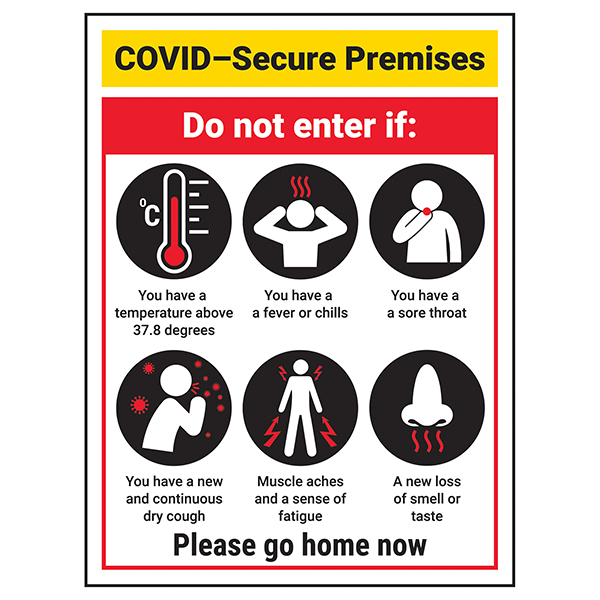 COVID–Secure Premises
Do not enter if:
⁰C
You have a
temperature above
37.8 degrees
You have a
a fever or chills
You have a
a sore throat
You have a new
and continuous
dry cough
Muscle aches
and a sense of
fatigue
A new loss
of smell or
taste
Please go home now